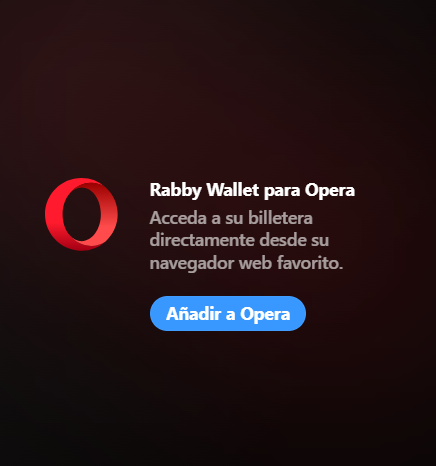 Rabby Wallet para Opera
Acceda a su billetera
directamente desde su
navegador web favorito.
Añadir a Opera